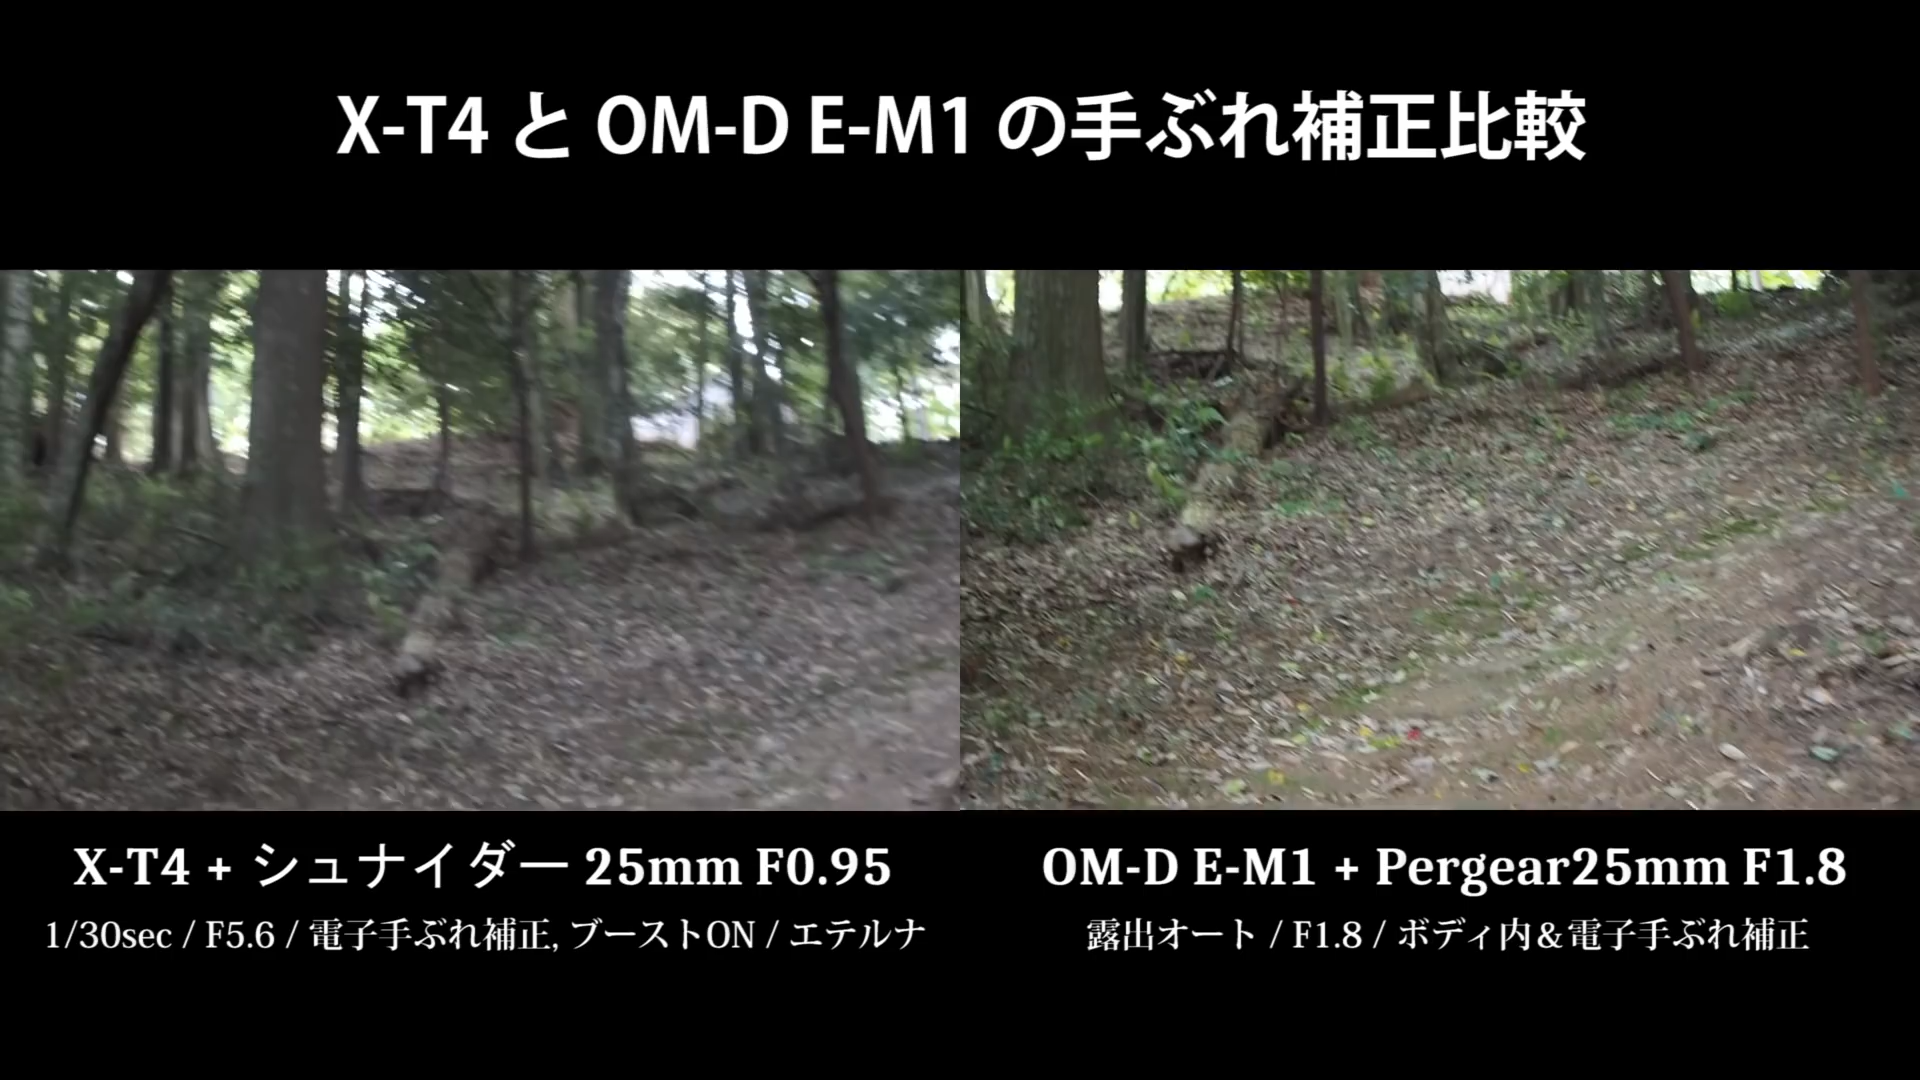 X-T4 と OM-D E-M1 の手ぶれ補正比較
X-T4 + シュナイダー 25mm F0.95
1/30sec / F5.6 / 電子手ぶれ補正, ブーストON / エテルナ
OM-D E-M1 + Pergear25mm F1.8
露出オート / F1.8 / ボディ内＆電子手ぶれ補正